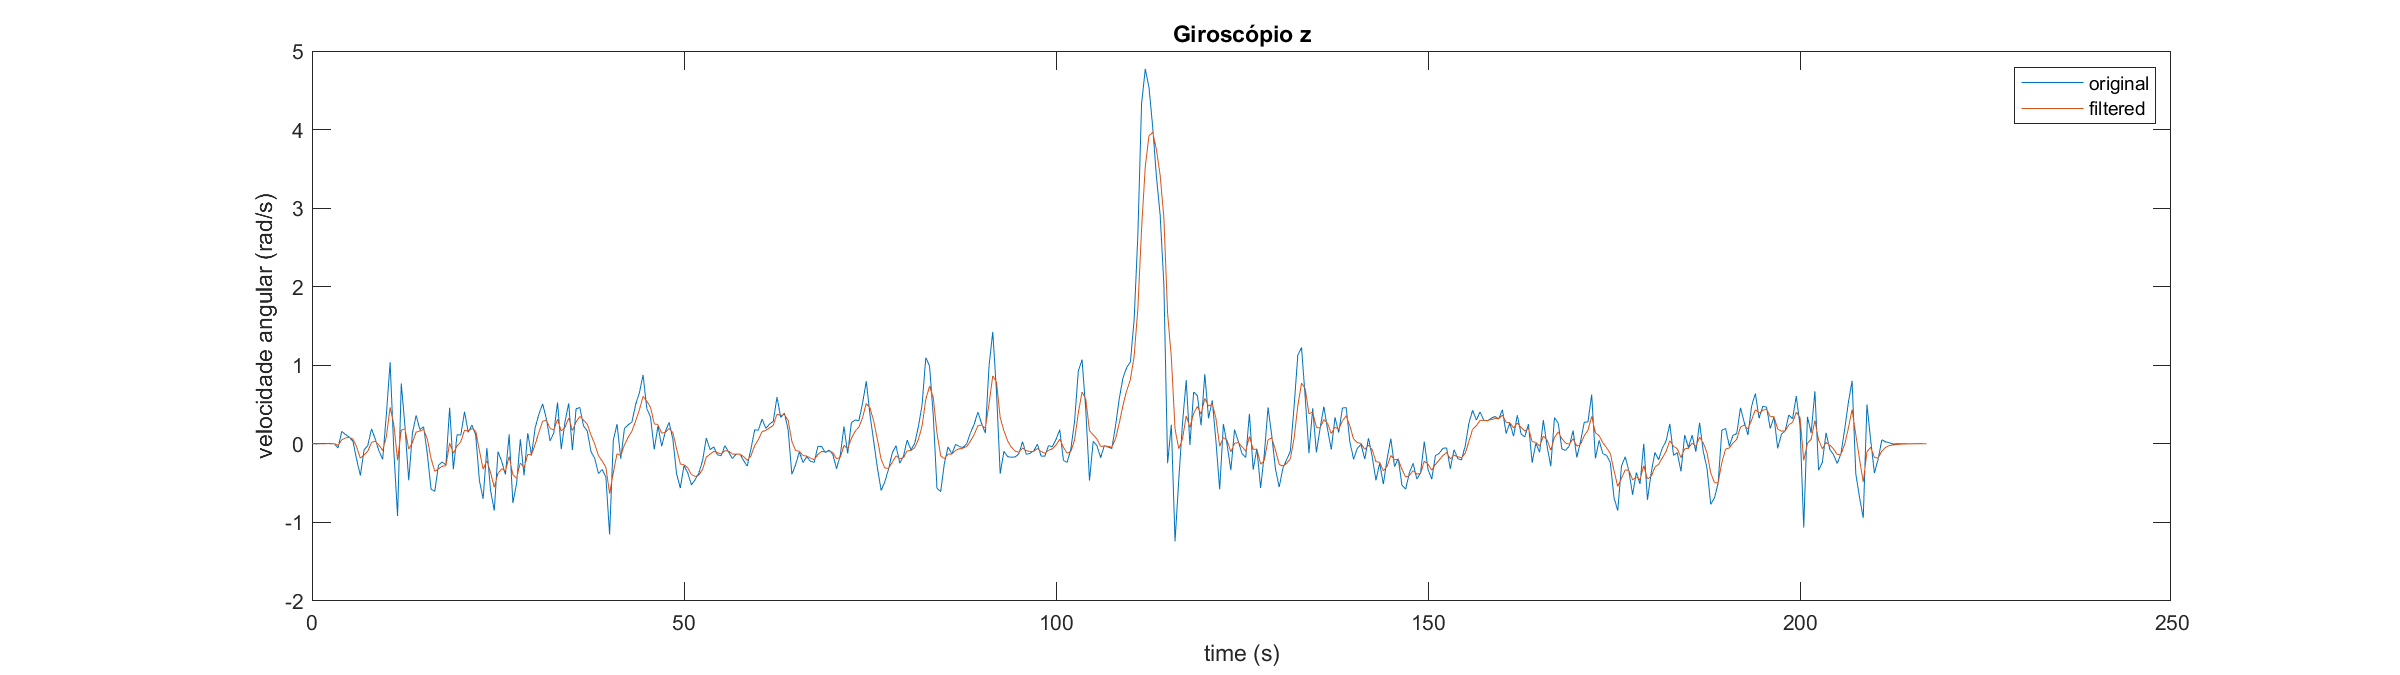 Giroscópio z
original
filtered
velocidade angular (rad/s)
5
4
3
2
1
0
-1
-2
0 50 100 150 200 250
time (s)